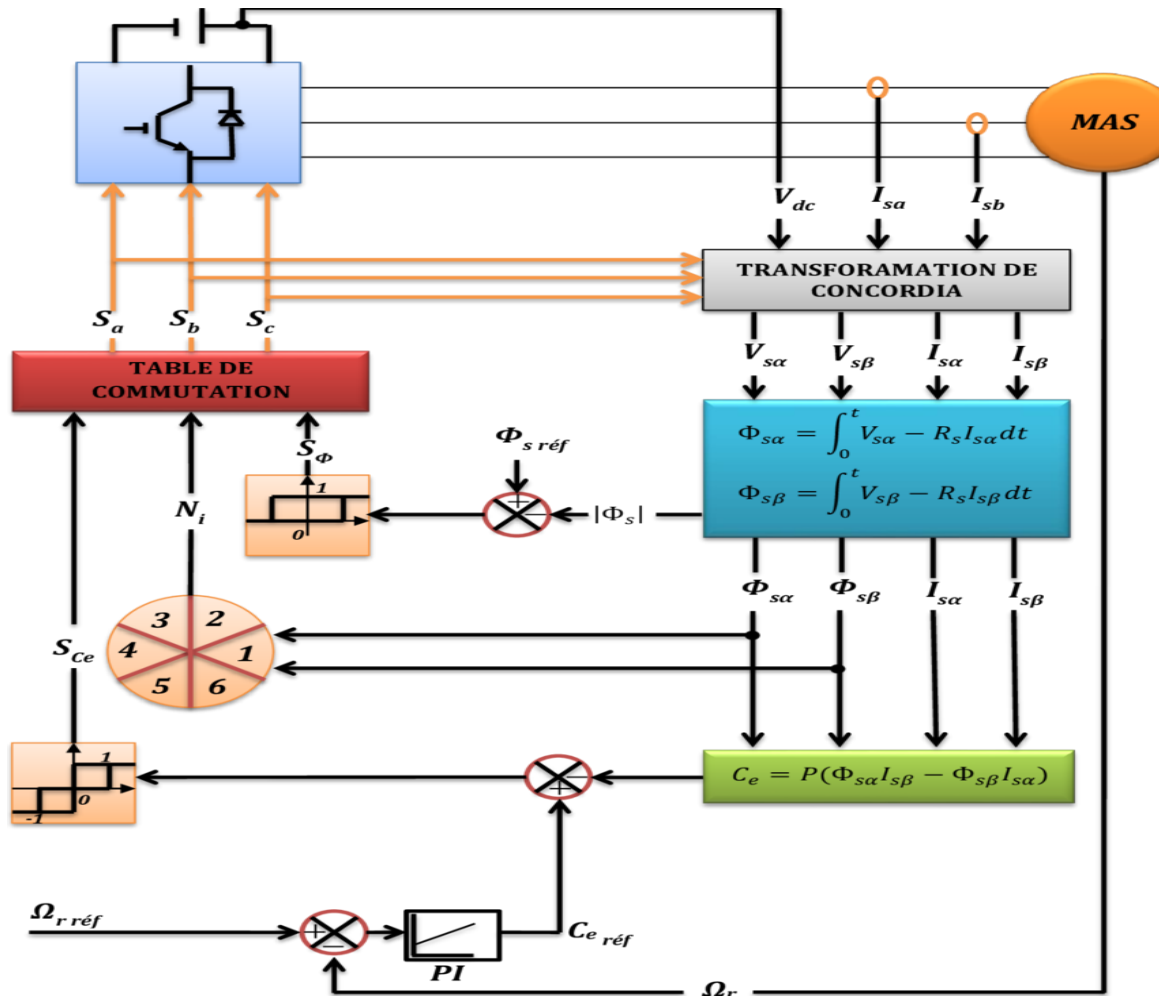 MAS
V_dc
I_sa
I_sb
TRANSFORAMATION DE
CONCORDIA
S_a
S_b
S_c
V_sα
V_sβ
I_sα
I_sβ
TABLE DE
COMMUTATION
Φ_sα = ∫_0^t V_sα − R_s I_sα dt
Φ_sβ = ∫_0^t V_sβ − R_s I_sβ dt
S_Φ
Φ_s réf
1
0
+
−
|Φ_s|
N_i
Φ_sα
Φ_sβ
I_sα
I_sβ
3
2
4
1
5
6
S_Ce
1
0
-1
−
+
C_e = P(Φ_sα I_sβ − Φ_sβ I_sα)
Ω_r réf
+
−
PI
C_e réf
Ω_r